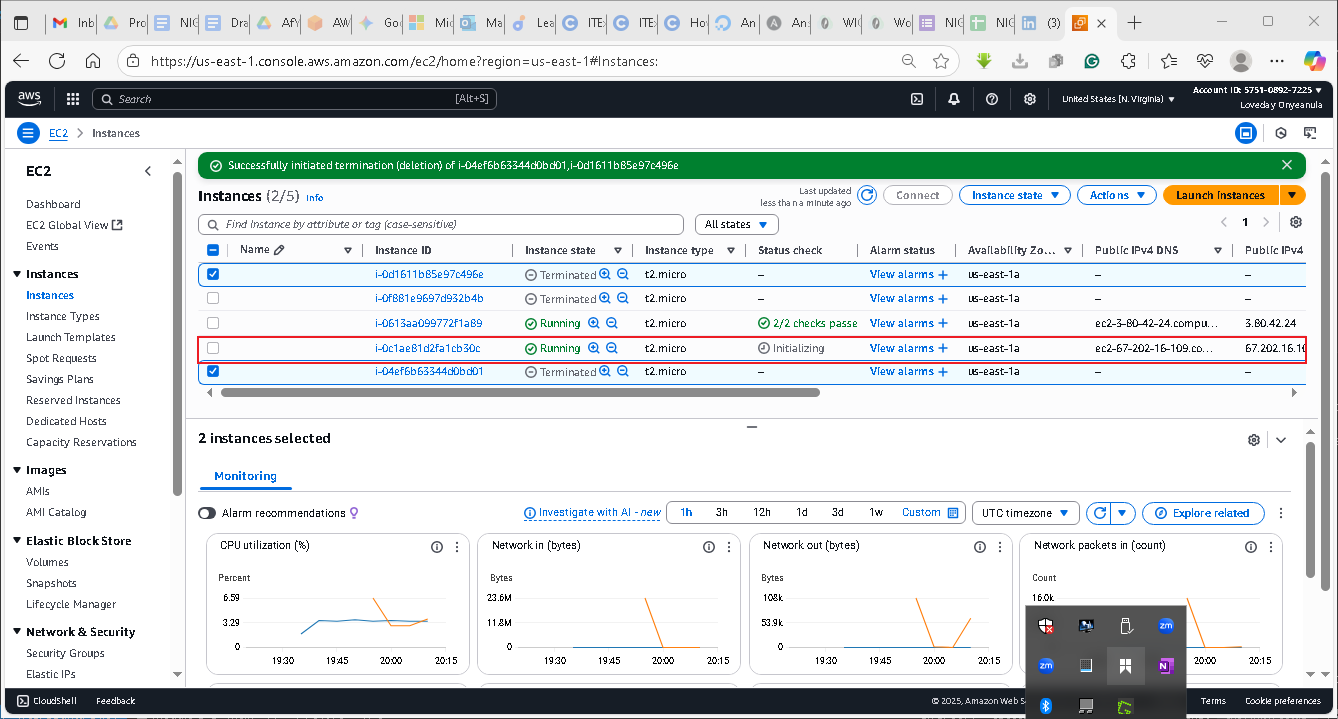 Inb
Pro
NIG
Dra
AfY
AW
Go
Mic
Ma
Lea
ITE:
ITE:
Ho
An
An:
WIC
Wo
NIG
NIG
(3)
https://us-east-1.console.aws.amazon.com/ec2/home?region=us-east-1#Instances:
aws
Search
[Alt+S]
United States (N. Virginia)
Account ID: 5751-0892-7225
Loveday Onyeanula
EC2
Instances
EC2
Dashboard
EC2 Global View
Events
Instances
Instances
Instance Types
Launch Templates
Spot Requests
Savings Plans
Reserved Instances
Dedicated Hosts
Capacity Reservations
Images
AMIs
AMI Catalog
Elastic Block Store
Volumes
Snapshots
Lifecycle Manager
Network & Security
Security Groups
Elastic IPs
Successfully initiated termination (deletion) of i-04ef6b63344d0bd01,i-0d1611b85e97c496e
Instances (2/5) Info
Last updated
less than a minute ago
Connect
Instance state
Actions
Launch instances
Find Instance by attribute or tag (case-sensitive)
All states
1
Name
Instance ID
Instance state
Instance type
Status check
Alarm status
Availability Zo...
Public IPv4 DNS
Public IPv4
i-0d1611b85e97c496e Terminated t2.micro – View alarms + us-east-1a – –
i-0f881e9697d932b4b Terminated t2.micro – View alarms + us-east-1a – –
i-0613aa099772f1a89 Running t2.micro 2/2 checks passe View alarms + us-east-1a ec2-3-80-42-24.compu... 3.80.42.24
i-0c1ae81d2fa1cb30c Running t2.micro Initializing View alarms + us-east-1a ec2-67-202-16-109.co... 67.202.16.10
i-04ef6b63344d0bd01 Terminated t2.micro – View alarms + us-east-1a – –
2 instances selected
Monitoring
Alarm recommendations
Investigate with AI - new
1h
3h
12h
1d
3d
1w
Custom
UTC timezone
Explore related
CPU utilization (%)
Percent
6.59
3.29
0
19:30 19:45 20:00 20:15
Network in (bytes)
Bytes
23.6M
11.8M
0
19:30 19:45 20:00 20:15
Network out (bytes)
Bytes
108k
53.9k
0
19:30 19:45 20:00 20:15
Network packets in (count)
Count
16.0k
20:00 20:15
zm
zm
N
CloudShell
Feedback
© 2025, Amazon Web S
Terms
Cookie preferences